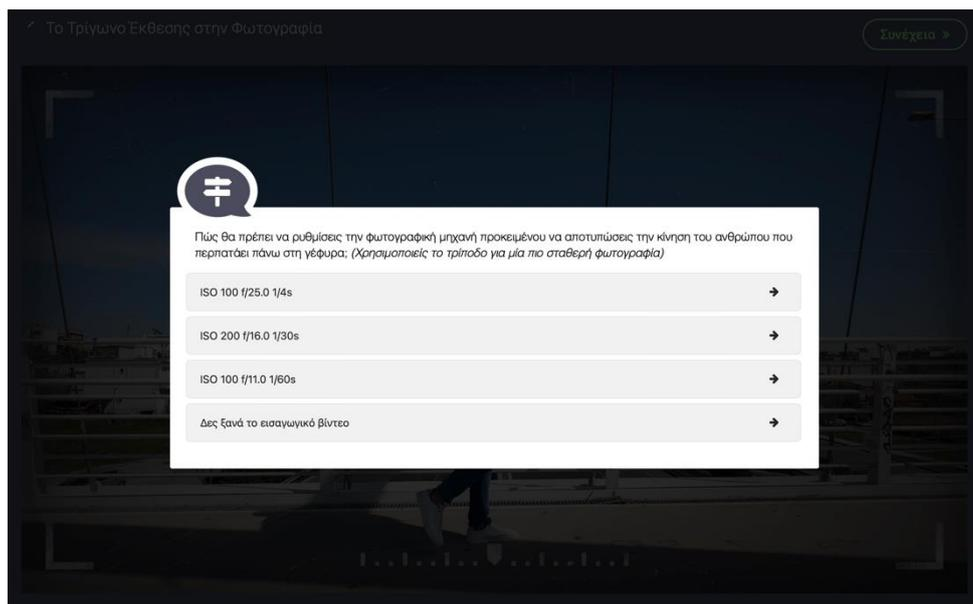 Το Τρίγωνο Έκθεσης στην Φωτογραφία
Συνέχεια »
Πώς θα πρέπει να ρυθμίσεις την φωτογραφική μηχανή προκειμένου να αποτυπώσεις την κίνηση του ανθρώπου που
περπατάει πάνω στη γέφυρα; (Χρησιμοποιείς το τρίποδο για μία πιο σταθερή φωτογραφία)
ISO 100 f/25.0 1/4s
ISO 200 f/16.0 1/30s
ISO 100 f/11.0 1/60s
Δες ξανά το εισαγωγικό βίντεο